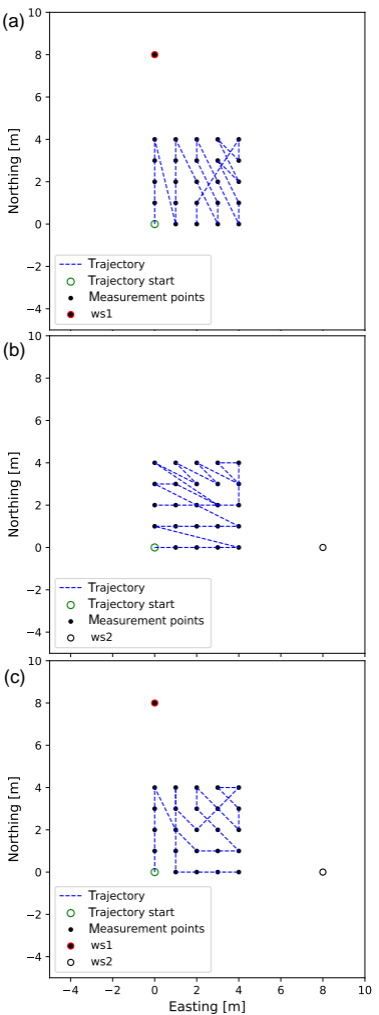 (a)
10
8
6
4
2
0
−2
−4
Northing [m]
Trajectory
Trajectory start
Measurement points
ws1
(b)
10
8
6
4
2
0
−2
−4
Northing [m]
Trajectory
Trajectory start
Measurement points
ws2
(c)
10
8
6
4
2
0
−2
−4
Northing [m]
Trajectory
Trajectory start
Measurement points
ws1
ws2
−4 −2 0 2 4 6 8 10
Easting [m]